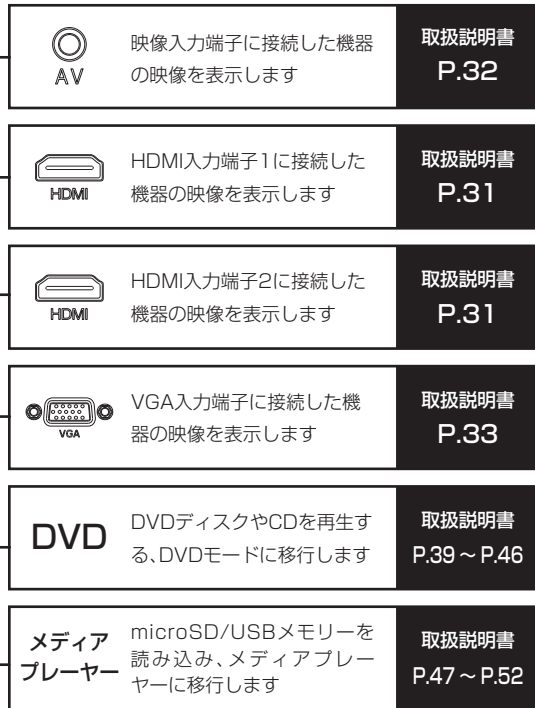 AV
映像入力端子に接続した機器
の映像を表示します
取扱説明書
P.32
HDMI
HDMI入力端子1に接続した
機器の映像を表示します
取扱説明書
P.31
HDMI
HDMI入力端子2に接続した
機器の映像を表示します
取扱説明書
P.31
VGA
VGA入力端子に接続した機
器の映像を表示します
取扱説明書
P.33
DVD
DVDディスクやCDを再生す
る、DVDモードに移行します
取扱説明書
P.39～P.46
メディア
プレーヤー
microSD/USBメモリーを
読み込み、メディアプレー
ヤーに移行します
取扱説明書
P.47～P.52